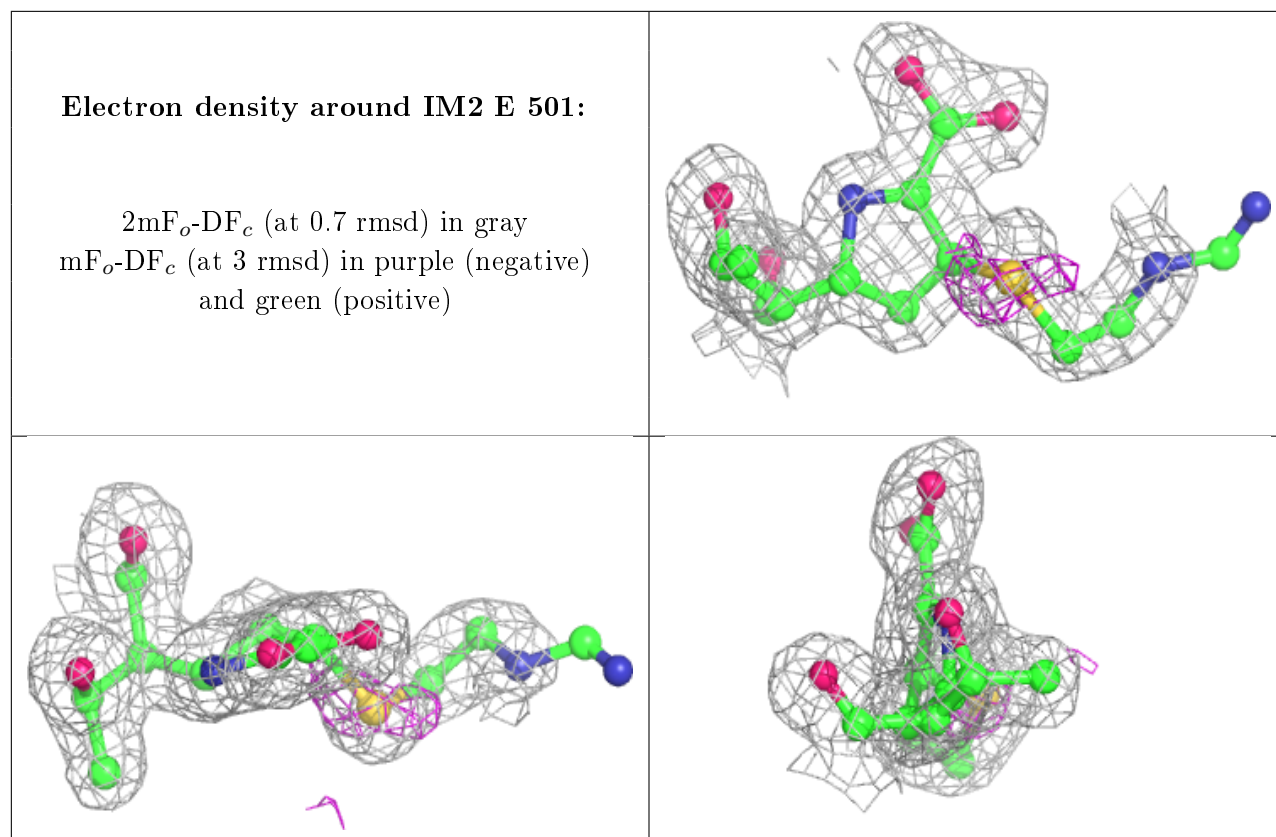 Electron density around IM2 E 501:
2mFo-DFc (at 0.7 rmsd) in gray
mFo-DFc (at 3 rmsd) in purple (negative)
and green (positive)